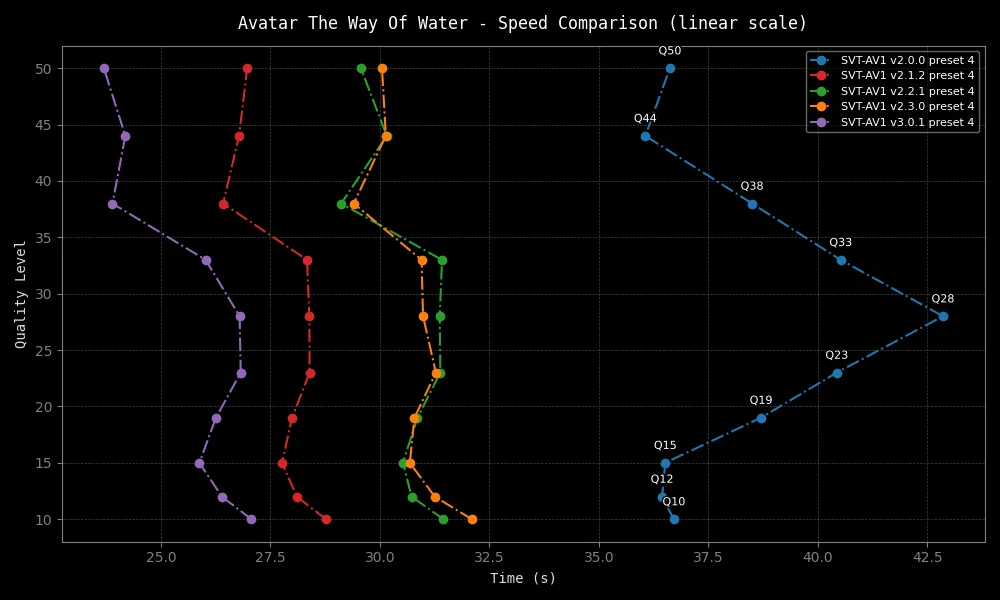 Avatar The Way Of Water - Speed Comparison (linear scale)
SVT-AV1 v2.0.0 preset 4
SVT-AV1 v2.1.2 preset 4
SVT-AV1 v2.2.1 preset 4
SVT-AV1 v2.3.0 preset 4
SVT-AV1 v3.0.1 preset 4
Q50
Q44
Q38
Q33
Q28
Q23
Q19
Q15
Q12
Q10
Quality Level
50
45
40
35
30
25
20
15
10
25.0 27.5 30.0 32.5 35.0 37.5 40.0 42.5
Time (s)